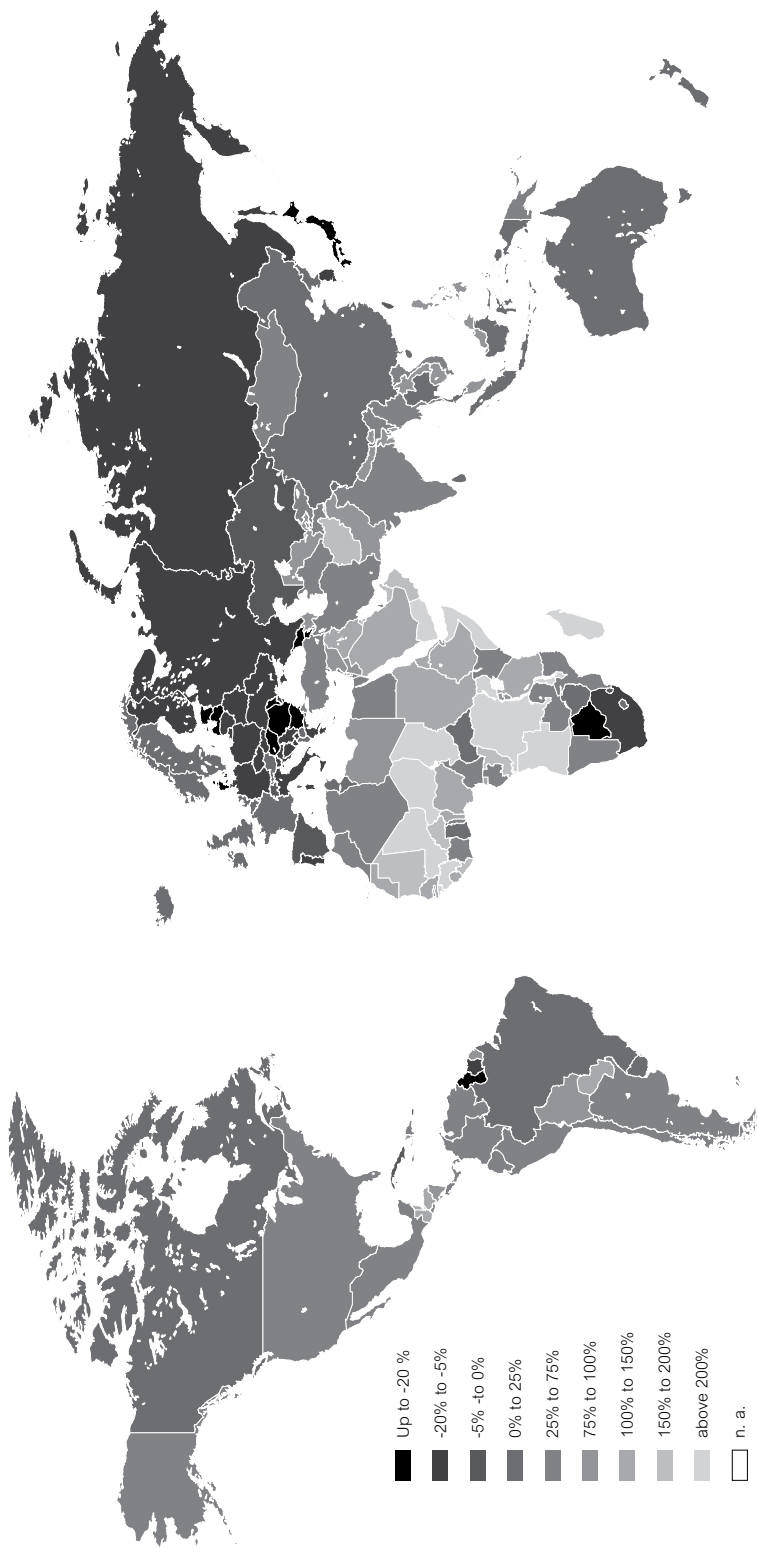 Up to -20 %
-20% to -5%
-5% -to 0%
0% to 25%
25% to 75%
75% to 100%
100% to 150%
150% to 200%
above 200%
n. a.